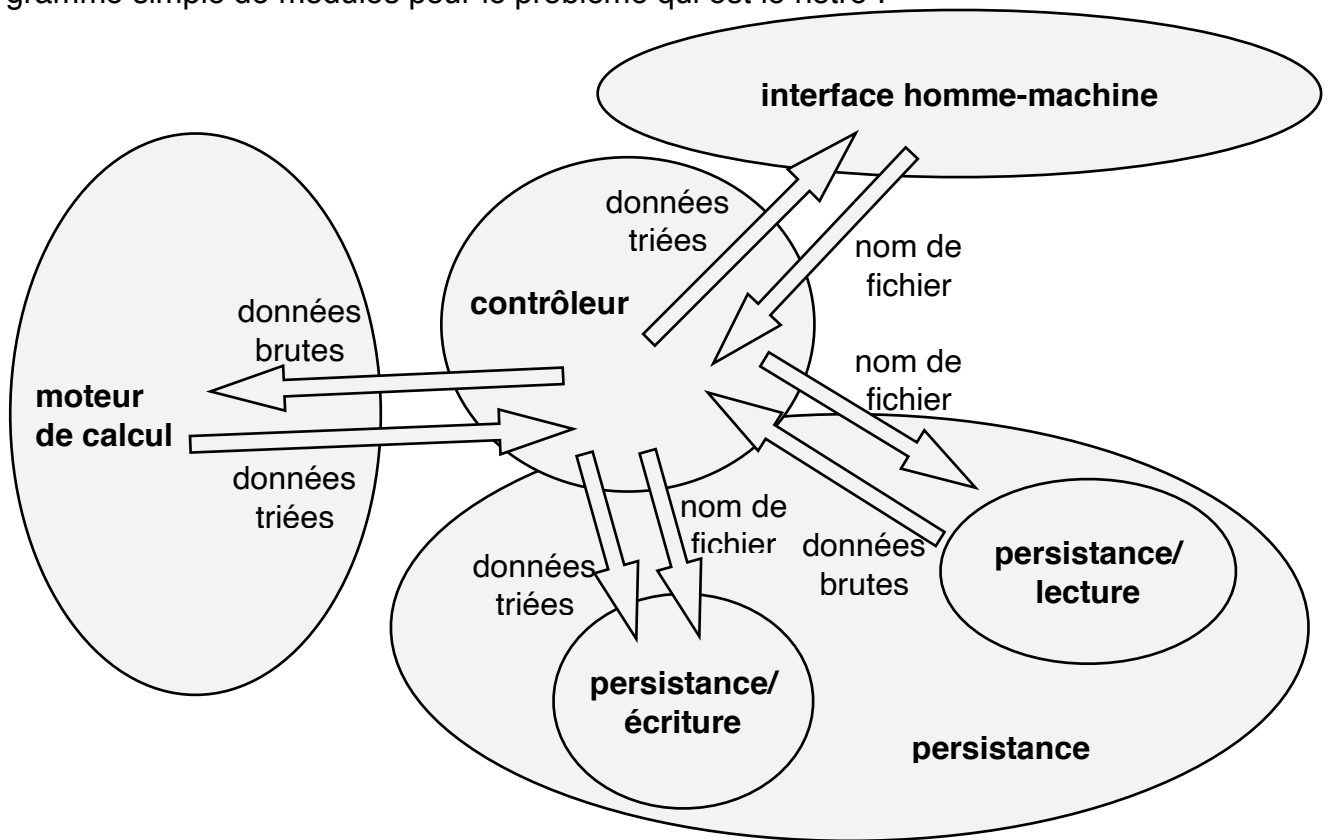 gramme simple de modules pour le problème qui est le nôtre :
interface homme-machine
données
triées
nom de
fichier
contrôleur
données
brutes
nom de
fichier
moteur
de calcul
données
triées
nom de
fichier
données
brutes
données
triées
persistance/
lecture
persistance/
écriture
persistance